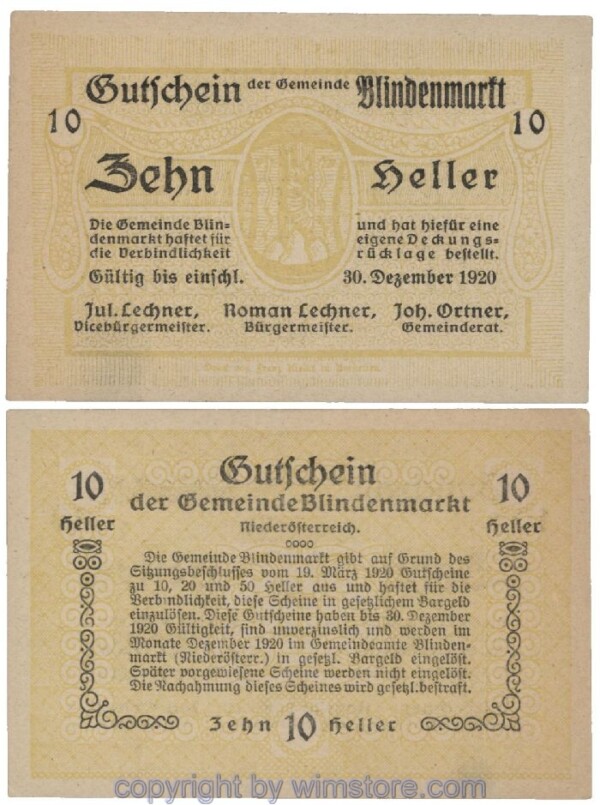 Gutschein der Gemeinde Blindenmarkt
10 10
Zehn Heller
Die Gemeinde Blin-
denmarkt haftet für
die Verbindlichkeit
und hat hiefür eine
eigene Deckungs-
rücklage bestellt.
Gültig bis einschl. 30. Dezember 1920
Jul. Lechner, Roman Lechner, Joh. Ortner,
Vicebürgermeister. Bürgermeister. Gemeinderat.
Druck von Franz
Gutschein
der Gemeinde Blindenmarkt
Niederösterreich.
10 Heller
10 Heller
Die Gemeinde Blindenmarkt gibt auf Grund des
Sitzungsbeschlusses vom 19. März 1920 Gutscheine
zu 10, 20 und 50 Heller aus und haftet für die
Verbindlichkeit, diese Scheine in gesetzlichem Bargeld
einzulösen. Diese Gutscheine haben bis 30. Dezember
1920 Gültigkeit, sind unverzinslich und werden im
Monate Dezember 1920 im Gemeindeamte Blinden-
markt (Niederösterr.) in gesetzl. Bargeld eingelöst.
Später vorgewiesene Scheine werden nicht eingelöst.
Die Nachahmung dieses Scheines wird gesetzl. bestraft.
Zehn 10 Heller
copyright by wimstore.com